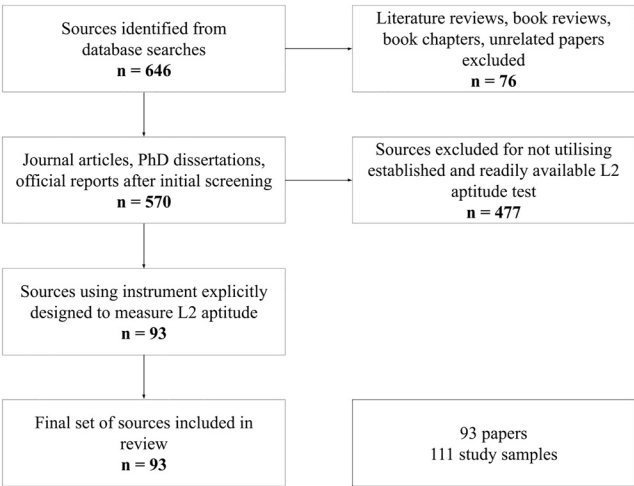 Sources identified from
database searches
n = 646
Literature reviews, book reviews,
book chapters, unrelated papers
excluded
n = 76
Journal articles, PhD dissertations,
official reports after initial screening
n = 570
Sources excluded for not utilising
established and readily available L2
aptitude test
n = 477
Sources using instrument explicitly
designed to measure L2 aptitude
n = 93
Final set of sources included in
review
n = 93
93 papers
111 study samples